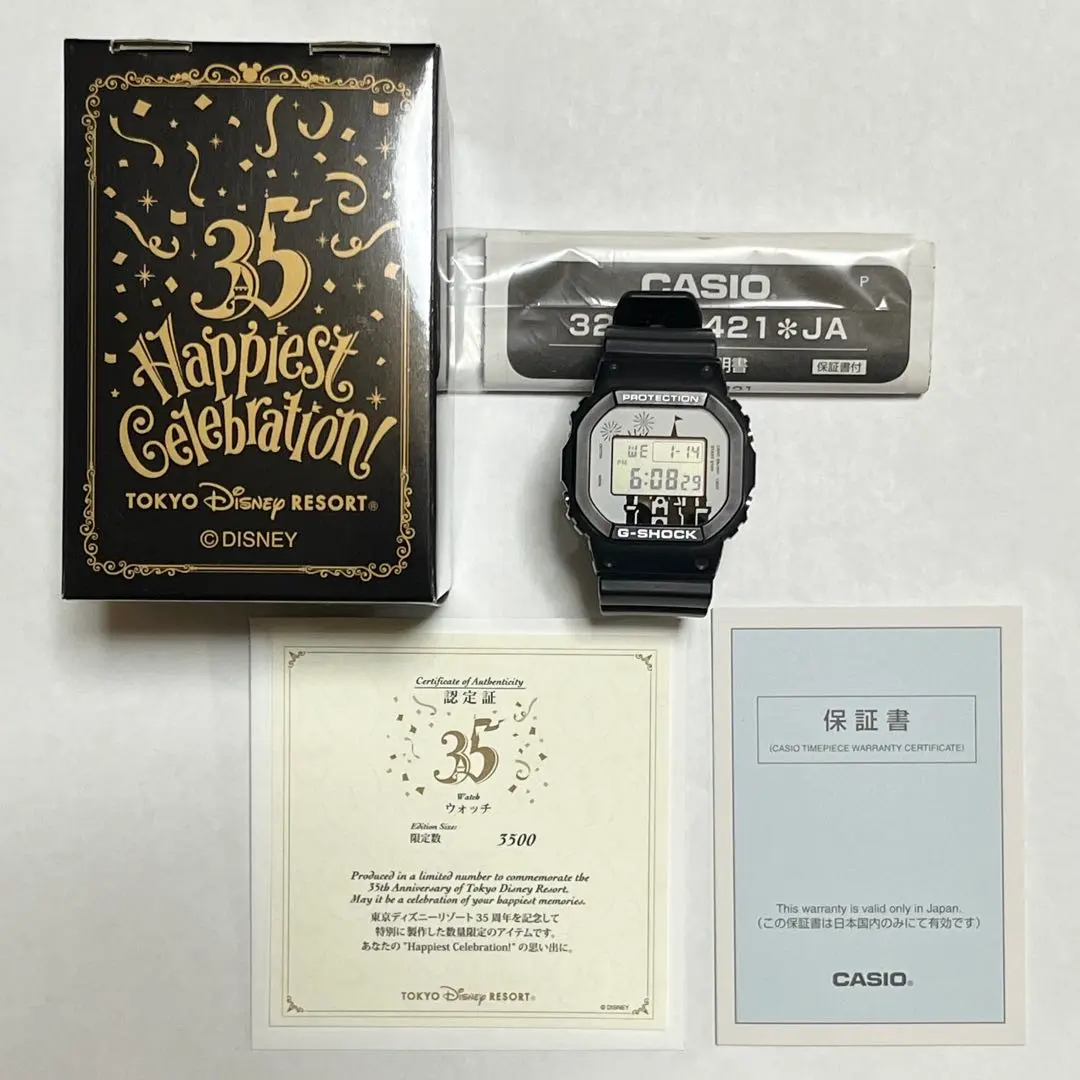 35
Happiest
Celebration!
TOKYO Disney RESORT®
©DISNEY
CASIO®
P
32 421*JA
明書
保証書付
PROTECTION
WE 1-14
PM
6:08 29
G-SHOCK
Certificate of Authenticity
認定証
35
Watch
ウォッチ
Edition Size:
限定数 3500
Produced in a limited number to commemorate the
35th Anniversary of Tokyo Disney Resort.
May it be a celebration of your happiest memories.
東京ディズニーリゾート35周年を記念して
特別に製作した数量限定のアイテムです。
あなたの"Happiest Celebration!"の思い出に。
TOKYO Disney RESORT®
©DISNEY
保証書
(CASIO TIMEPIECE WARRANTY CERTIFICATE)
This warranty is valid only in Japan.
(この保証書は日本国内のみにて有効です)
CASIO®